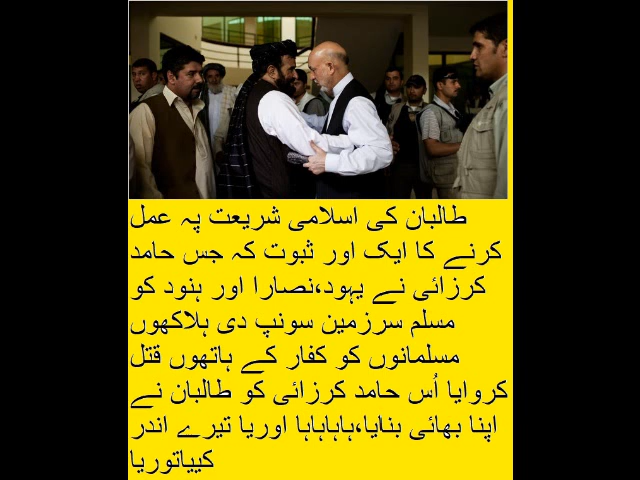 طالبان کی اسلامی شریعت پہ عمل
کرنے کا ایک اور ثبوت کہ جس حامد
کرزائی نے یہود،نصارا اور ہنود کو
مسلم سرزمین سونپ دی ہلاکھوں
مسلمانوں کو کفار کے ہاتھوں قتل
کروایا اُس حامد کرزائی کو طالبان نے
اپنا بھائی بنایا،ہاہاہاہا اوریا تیرے اندر
کییاتوریا